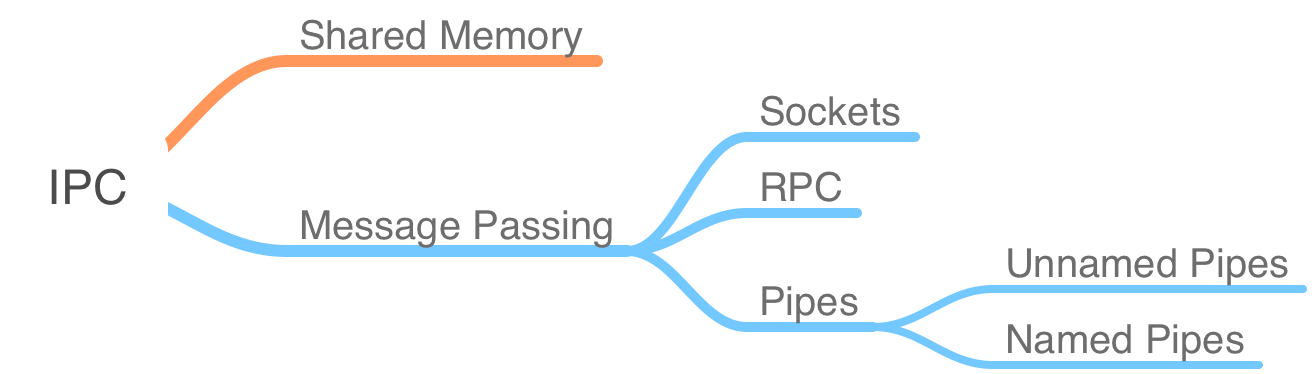 Shared Memory
Sockets
IPC
RPC
Message Passing
Unnamed Pipes
Pipes
Named Pipes